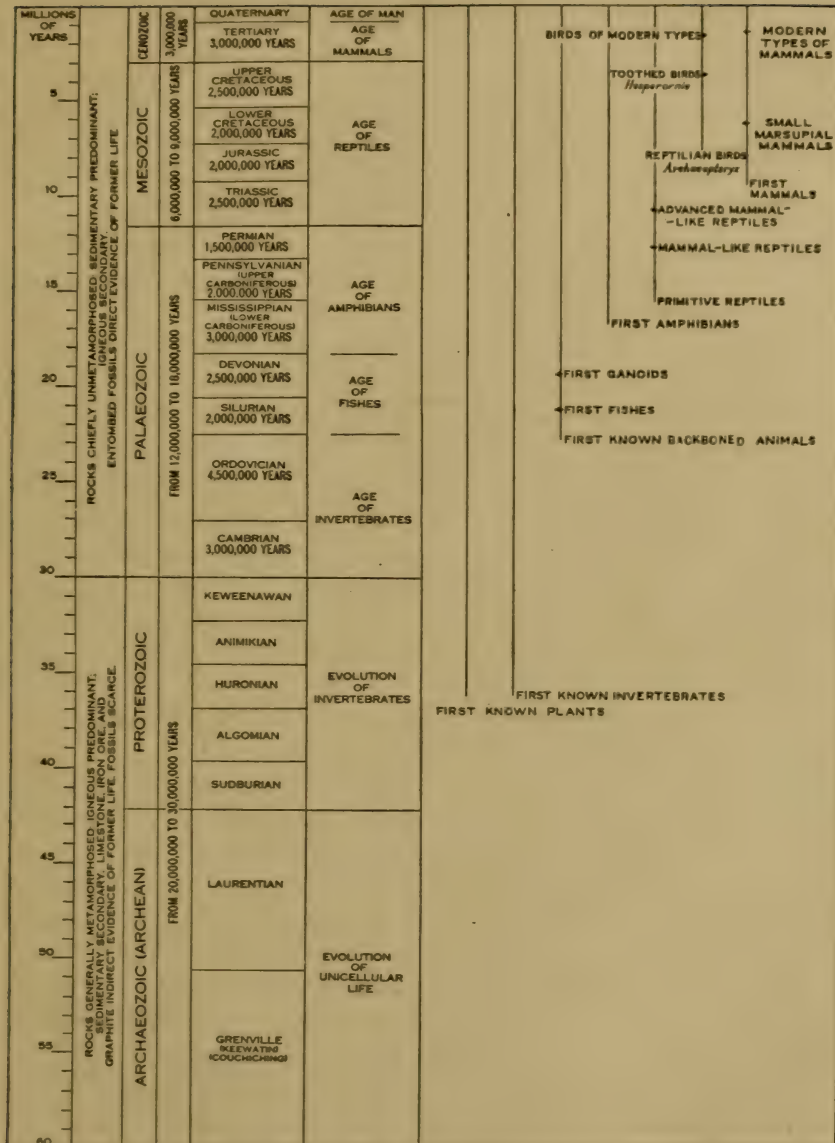 MILLIONS
OF
YEARS
5
10
15
20
25
30
35
40
45
50
55
60
ROCKS CHIEFLY UNMETAMORPHOSED SEDIMENTARY PREDOMINANT;
IGNEOUS SECONDARY.
ENTOMBED FOSSILS DIRECT EVIDENCE OF FORMER LIFE
ROCKS GENERALLY METAMORPHOSED IGNEOUS PREDOMINANT;
SEDIMENTARY SECONDARY. LIMESTONE, IRON ORE, AND
GRAPHITE INDIRECT EVIDENCE OF FORMER LIFE. FOSSILS SCARCE.
CENOZOIC
MESOZOIC
PALAEOZOIC
PROTEROZOIC
ARCHAEOZOIC (ARCHEAN)
3,000,000 YEARS
6,000,000 TO 9,000,000 YEARS
FROM 12,000,000 TO 18,000,000 YEARS
FROM 20,000,000 TO 30,000,000 YEARS
QUATERNARY
TERTIARY
3,000,000 YEARS
UPPER
CRETACEOUS
2,500,000 YEARS
LOWER
CRETACEOUS
2,000,000 YEARS
JURASSIC
2,000,000 YEARS
TRIASSIC
2,500,000 YEARS
PERMIAN
1,500,000 YEARS
PENNSYLVANIAN
(UPPER
CARBONIFEROUS)
2,000,000 YEARS
MISSISSIPPIAN
(LOWER
CARBONIFEROUS)
3,000,000 YEARS
DEVONIAN
2,500,000 YEARS
SILURIAN
2,000,000 YEARS
ORDOVICIAN
4,500,000 YEARS
CAMBRIAN
3,000,000 YEARS
KEWEENAWAN
ANIMIKIAN
HURONIAN
ALGOMIAN
SUDBURIAN
LAURENTIAN
GRENVILLE
(KEEWATIN)
(COUCHICHING)
AGE OF MAN
AGE
OF
MAMMALS
AGE
OF
REPTILES
AGE
OF
AMPHIBIANS
AGE
OF
FISHES
AGE
OF
INVERTEBRATES
EVOLUTION
OF
INVERTEBRATES
EVOLUTION
OF
UNICELLULAR
LIFE
BIRDS OF MODERN TYPES
MODERN
TYPES OF
MAMMALS
TOOTHED BIRDS
Hesperornis
SMALL
MARSUPIAL
MAMMALS
REPTILIAN BIRDS
Archaeopteryx
FIRST
MAMMALS
ADVANCED MAMMAL-
-LIKE REPTILES
MAMMAL-LIKE REPTILES
PRIMITIVE REPTILES
FIRST AMPHIBIANS
FIRST GANOIDS
FIRST FISHES
FIRST KNOWN BACKBONED ANIMALS
FIRST KNOWN INVERTEBRATES
FIRST KNOWN PLANTS